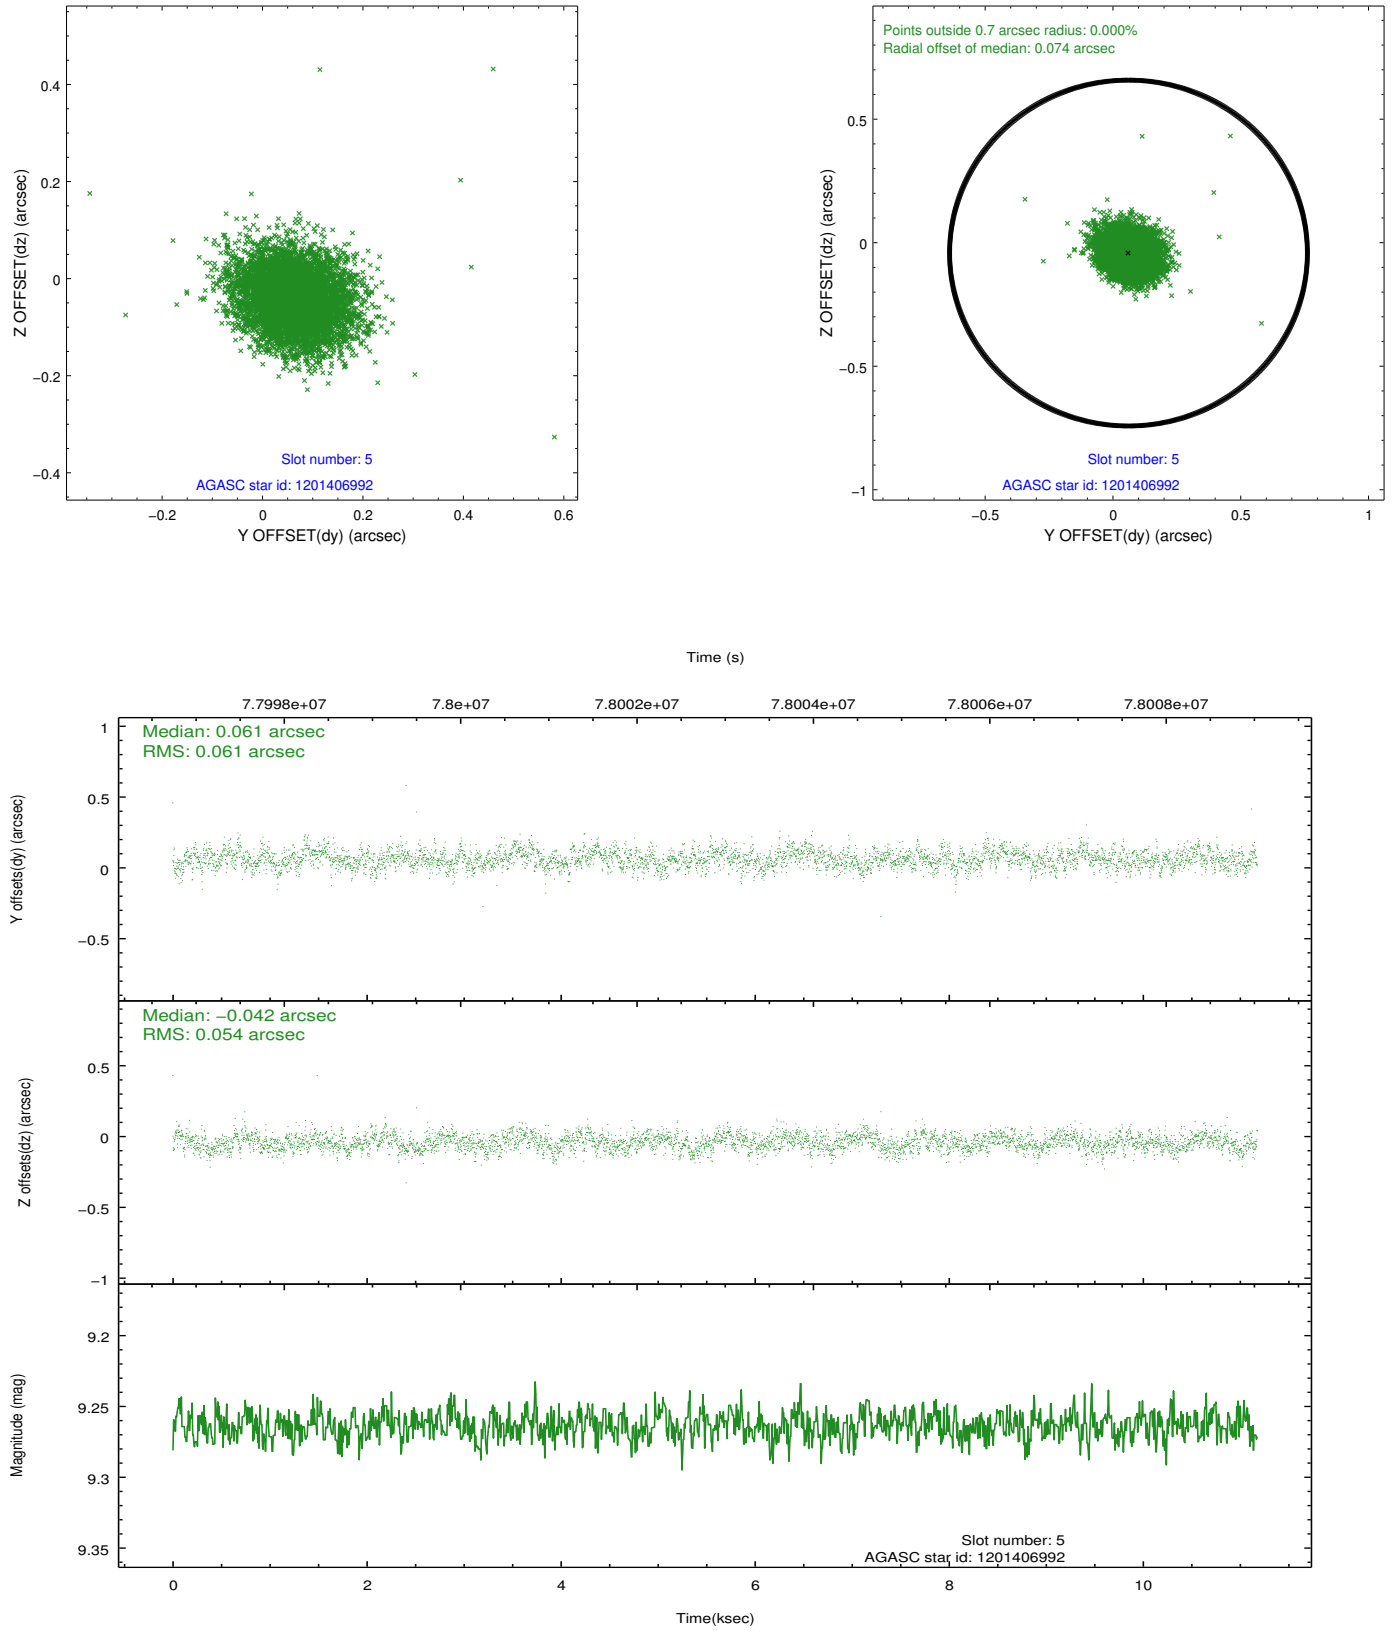 0.4
0.2
0
−0.2
−0.4
−0.2
0
0.2
0.4
0.6
Z OFFSET(dz) (arcsec)
Y OFFSET(dy) (arcsec)
Slot number: 5
AGASC star id: 1201406992
Points outside 0.7 arcsec radius: 0.000%
Radial offset of median: 0.074 arcsec
0.5
0
−0.5
−1
−0.5
0
0.5
1
Z OFFSET(dz) (arcsec)
Y OFFSET(dy) (arcsec)
Slot number: 5
AGASC star id: 1201406992
Time (s)
7.7998e+07
7.8e+07
7.8002e+07
7.8004e+07
7.8006e+07
7.8008e+07
Median: 0.061 arcsec
RMS: 0.061 arcsec
1
0.5
0
−0.5
Y offsets(dy) (arcsec)
Median: −0.042 arcsec
RMS: 0.054 arcsec
0.5
0
−0.5
−1
Z offsets(dz) (arcsec)
9.2
9.25
9.3
9.35
Magnitude (mag)
Slot number: 5
AGASC star id: 1201406992
0
2
4
6
8
10
Time(ksec)